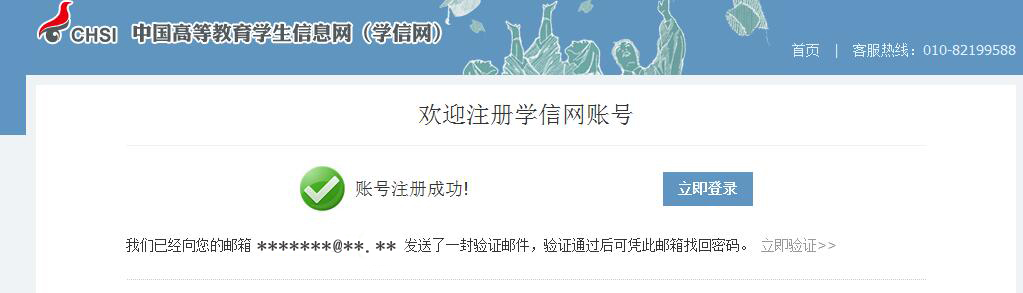 CHSI 中国高等教育学生信息网（学信网）
首页 | 客服热线：010-82199588
欢迎注册学信网账号
账号注册成功! 立即登录
我们已经向您的邮箱 *******@**.** 发送了一封验证邮件，验证通过后可凭此邮箱找回密码。 立即验证>>